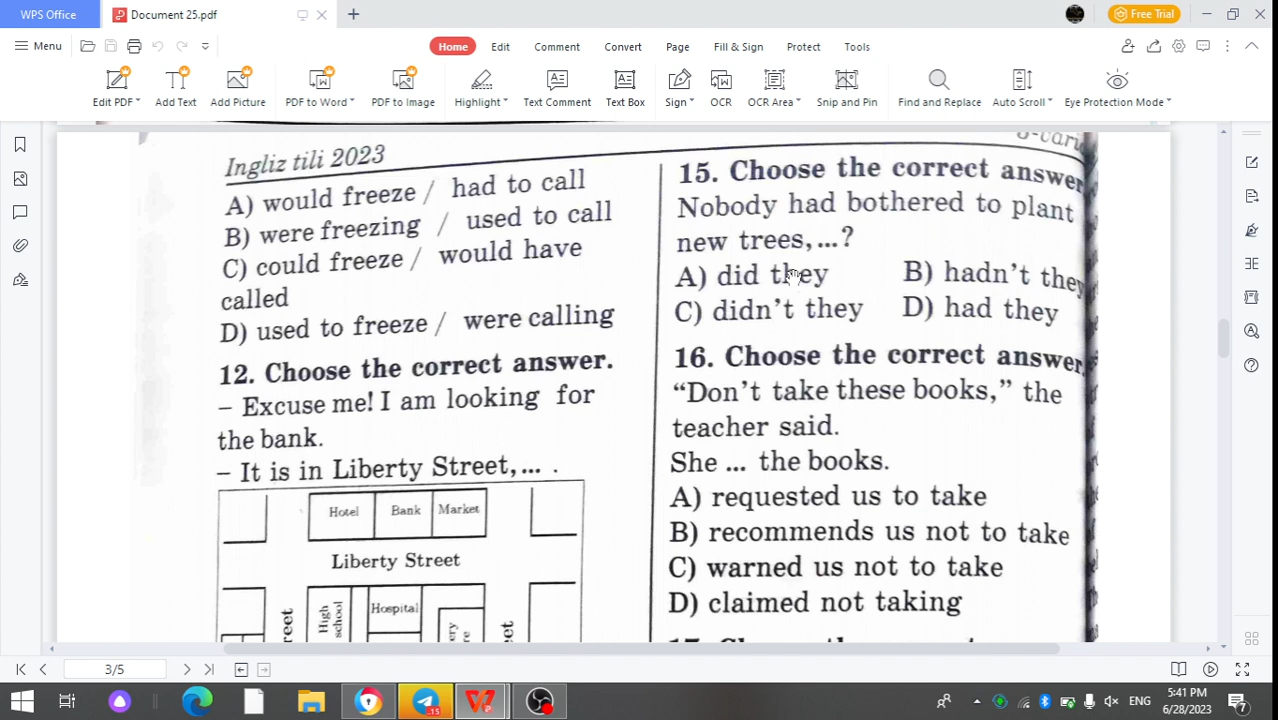 WPS Office
Document 25.pdf
Free Trial
Menu
Home
Edit
Comment
Convert
Page
Fill & Sign
Protect
Tools
Edit PDF
Add Text
Add Picture
PDF to Word
PDF to Image
Highlight
Text Comment
Text Box
Sign
OCR
OCR Area
Snip and Pin
Find and Replace
Auto Scroll
Eye Protection Mode
Ingliz tili 2023
A) would freeze / had to call
B) were freezing / used to call
C) could freeze / would have
called
D) used to freeze / were calling
12. Choose the correct answer.
– Excuse me! I am looking for
the bank.
– It is in Liberty Street, ... .
Hotel
Bank
Market
Liberty Street
High school
Hospital
15. Choose the correct answer
Nobody had bothered to plant
new trees, ...?
A) did they
B) hadn't they
C) didn't they
D) had they
16. Choose the correct answer.
“Don't take these books,” the
teacher said.
She ... the books.
A) requested us to take
B) recommends us not to take
C) warned us not to take
D) claimed not taking
3/5
15
ENG
5:41 PM
6/28/2023
7